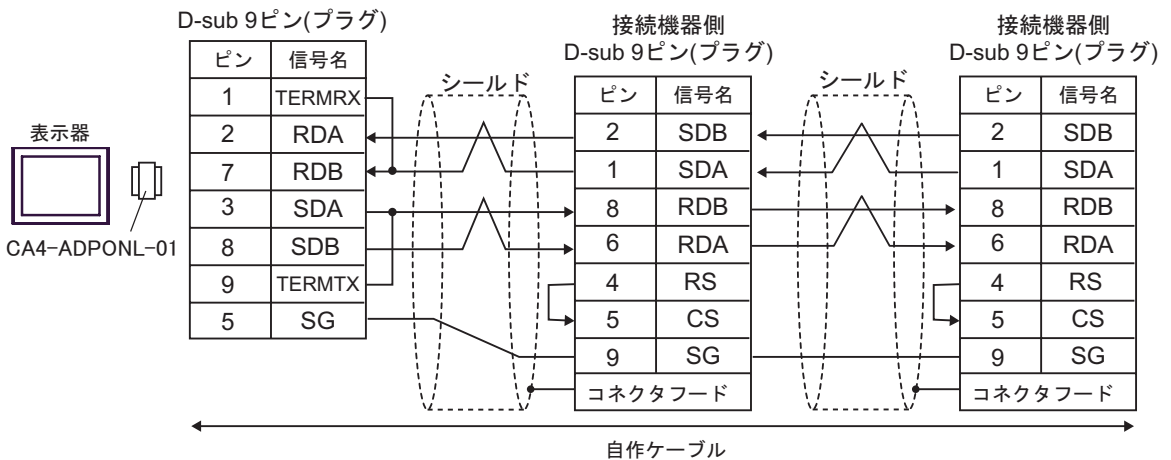 D-sub 9ピン(プラグ)
ピン 信号名
1 TERMRX
2 RDA
7 RDB
3 SDA
8 SDB
9 TERMTX
5 SG
表示器
CA4-ADPONL-01
シールド
接続機器側
D-sub 9ピン(プラグ)
ピン 信号名
2 SDB
1 SDA
8 RDB
6 RDA
4 RS
5 CS
9 SG
コネクタフード
シールド
接続機器側
D-sub 9ピン(プラグ)
ピン 信号名
2 SDB
1 SDA
8 RDB
6 RDA
4 RS
5 CS
9 SG
コネクタフード
自作ケーブル